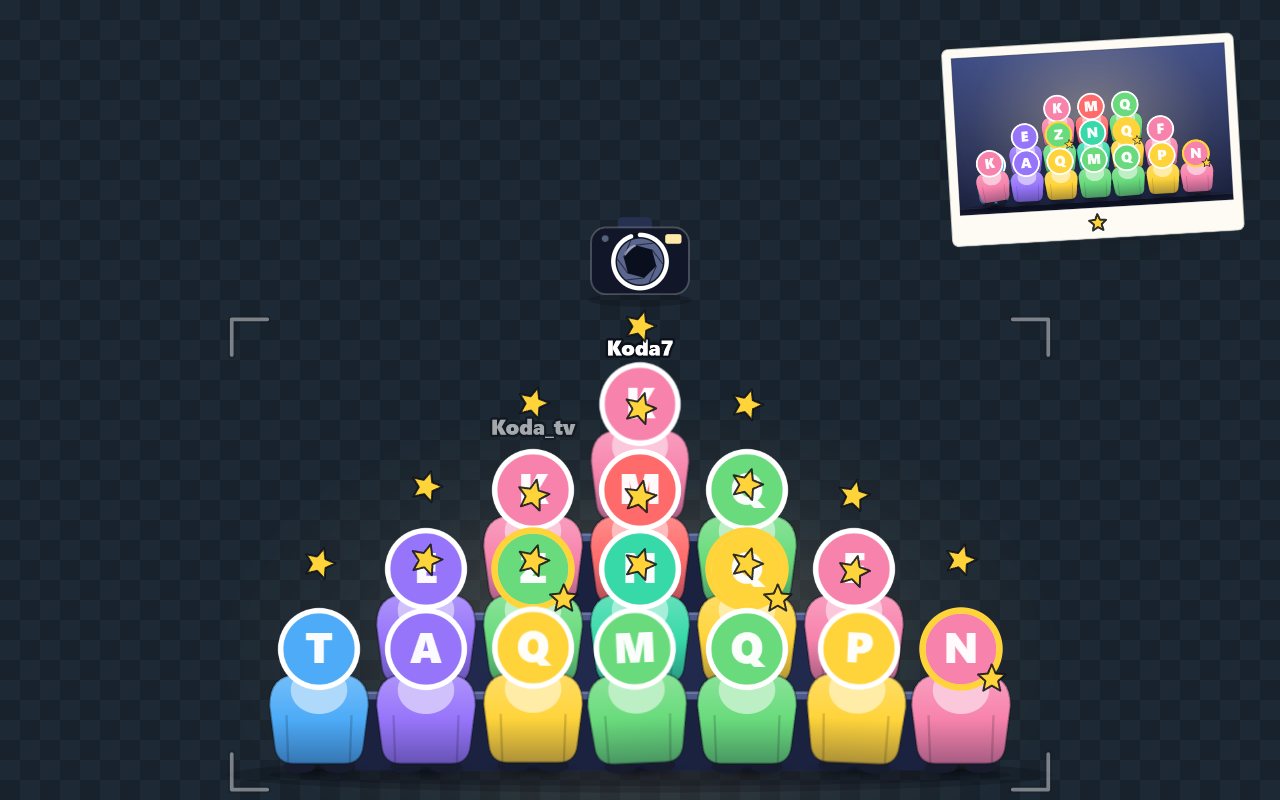 K M Q
E Z N Q F
K A Q M Q P N
Koda7
K
Koda_tv
K M Q
T A Q M Q P N